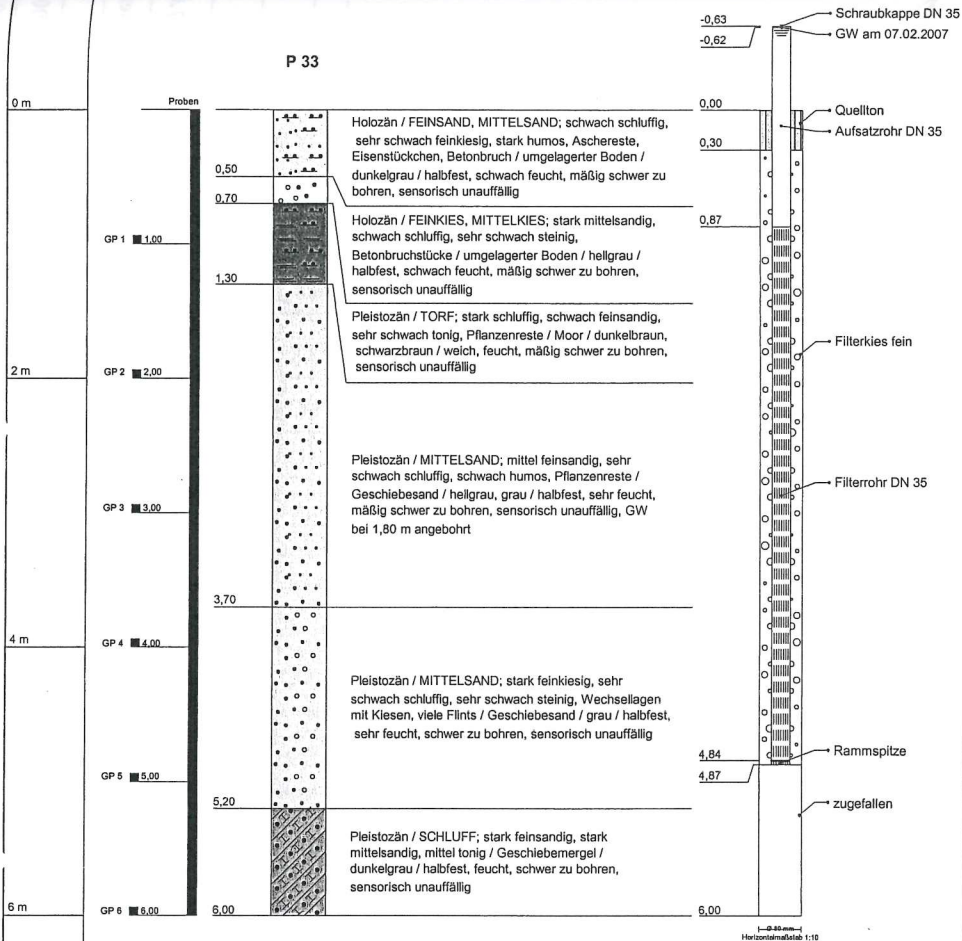 P 33
Proben
0 m
2 m
4 m
6 m
GP 1 1,00
GP 2 2,00
GP 3 3,00
GP 4 4,00
GP 5 5,00
GP 6 6,00
0,50
0,70
1,30
3,70
5,20
6,00
Holozän / FEINSAND, MITTELSAND; schwach schluffig,
sehr schwach feinkiesig, stark humos, Aschereste,
Eisenstückchen, Betonbruch / umgelagerter Boden /
dunkelgrau / halbfest, schwach feucht, mäßig schwer zu
bohren, sensorisch unauffällig
Holozän / FEINKIES, MITTELKIES; stark mittelsandig,
schwach schluffig, sehr schwach steinig,
Betonbruchstücke / umgelagerter Boden / hellgrau /
halbfest, schwach feucht, mäßig schwer zu bohren,
sensorisch unauffällig
Pleistozän / TORF; stark schluffig, schwach feinsandig,
sehr schwach tonig, Pflanzenreste / Moor / dunkelbraun,
schwarzbraun / weich, feucht, mäßig schwer zu bohren,
sensorisch unauffällig
Pleistozän / MITTELSAND; mittel feinsandig, sehr
schwach schluffig, schwach humos, Pflanzenreste /
Geschiebesand / hellgrau, grau / halbfest, sehr feucht,
mäßig schwer zu bohren, sensorisch unauffällig, GW
bei 1,80 m angebohrt
Pleistozän / MITTELSAND; stark feinkiesig, sehr
schwach schluffig, sehr schwach steinig, Wechsellagen
mit Kiesen, viele Flints / Geschiebesand / grau / halbfest,
sehr feucht, schwer zu bohren, sensorisch unauffällig
Pleistozän / SCHLUFF; stark feinsandig, stark
mittelsandig, mittel tonig / Geschiebemergel /
dunkelgrau / halbfest, feucht, schwer zu bohren,
sensorisch unauffällig
-0,63
-0,62
0,00
0,30
0,87
4,84
4,87
6,00
Schraubkappe DN 35
GW am 07.02.2007
Quellton
Aufsatzrohr DN 35
Filterkies fein
Filterrohr DN 35
Rammspitze
zugefallen
Ø 80 mm
Horizontalmaßstab 1:10